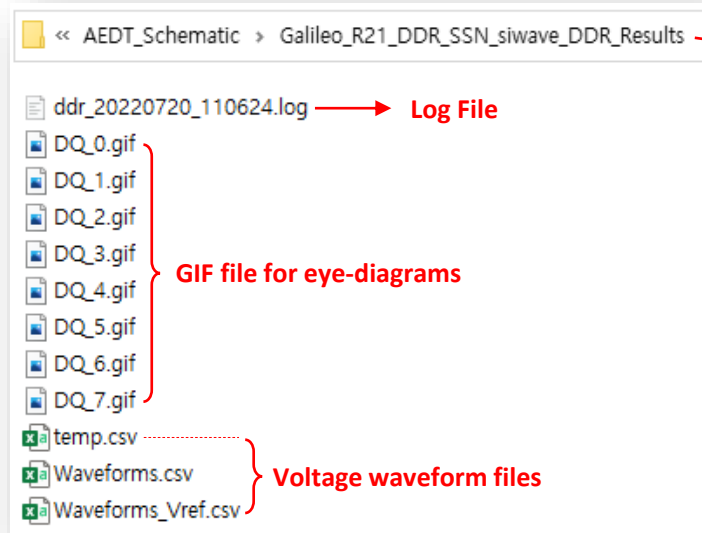 « AEDT_Schematic > Galileo_R21_DDR_SSN_siwave_DDR_Results
ddr_20220720_110624.log Log File
DQ_0.gif
DQ_1.gif
DQ_2.gif
DQ_3.gif
DQ_4.gif
GIF file for eye-diagrams
DQ_5.gif
DQ_6.gif
DQ_7.gif
temp.csv
Waveforms.csv Voltage waveform files
Waveforms_Vref.csv